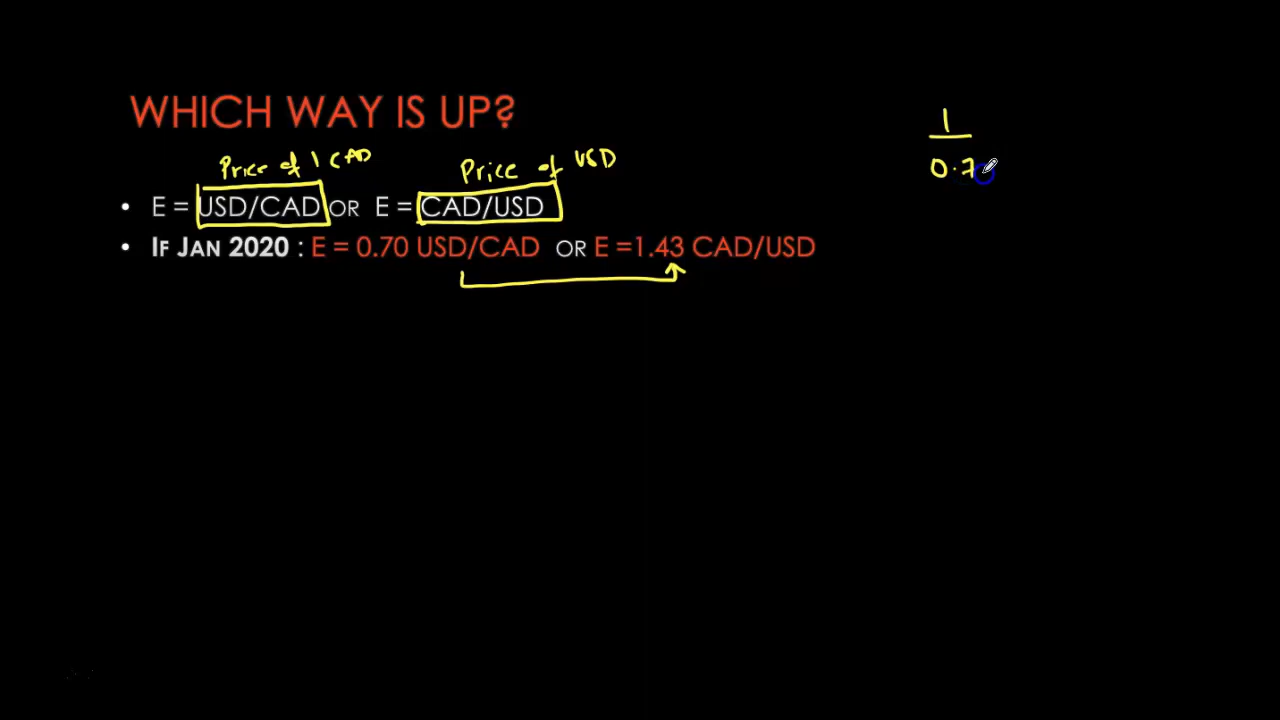 WHICH WAY IS UP?
Price of 1 CAD Price of USD
• E = USD/CAD OR E = CAD/USD
• IF JAN 2020 : E = 0.70 USD/CAD OR E =1.43 CAD/USD
1
0.7